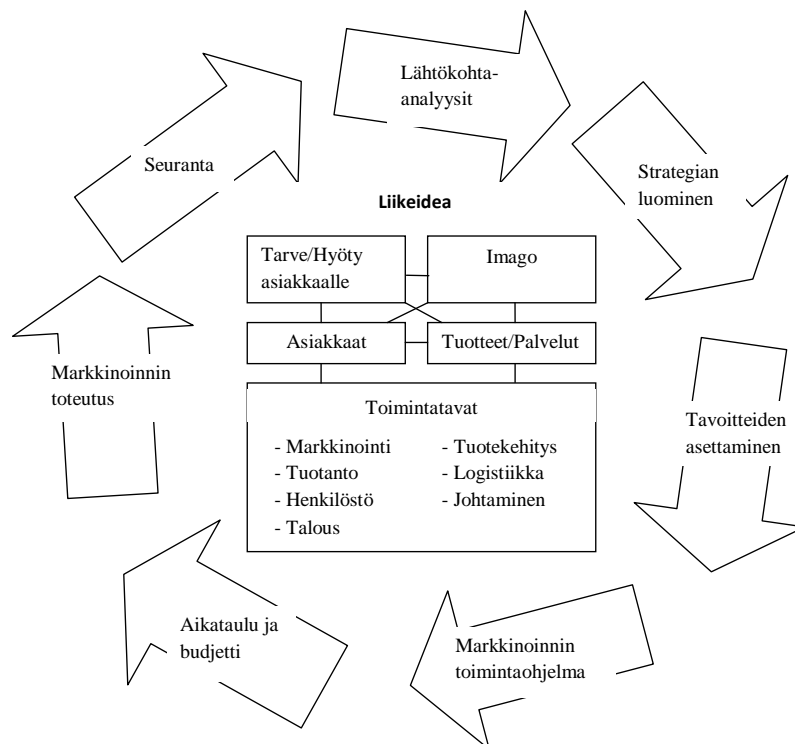 Lähtökohta-
analyysit
Strategian
luominen
Tavoitteiden
asettaminen
Markkinoinnin
toimintaohjelma
Aikataulu ja
budjetti
Markkinoinnin
toteutus
Seuranta
Liikeidea
Tarve/Hyöty
asiakkaalle
Imago
Asiakkaat
Tuotteet/Palvelut
Toimintatavat
- Markkinointi
- Tuotanto
- Henkilöstö
- Talous
- Tuotekehitys
- Logistiikka
- Johtaminen